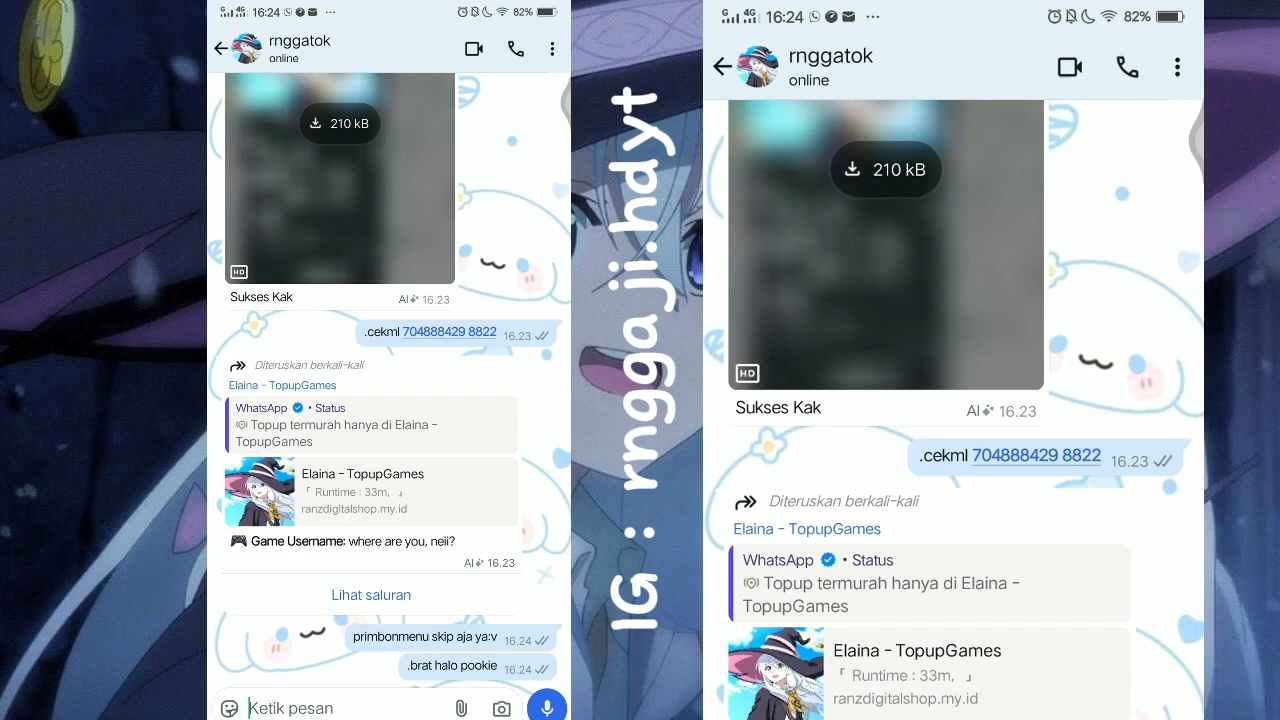 G 4G 16:24 ... 82%
rnggatok
online
210 kB
HD
Sukses Kak
AI 16.23
.cekml 704888429 8822 16.23
Diteruskan berkali-kali
Elaina - TopupGames
WhatsApp • Status
Topup termurah hanya di Elaina -
TopupGames
Elaina - TopupGames
「 Runtime : 33m, 」
ranzdigitalshop.my.id
🎮 Game Username: where are you, neii?
AI 16.23
Lihat saluran
primbonmenu skip aja ya:v 16.24
.brat halo pookie 16.24
Ketik pesan
IG : rnggaji.hdyt
G 4G 16:24 ... 82%
rnggatok
online
210 kB
HD
Sukses Kak
AI 16.23
.cekml 704888429 8822 16.23
Diteruskan berkali-kali
Elaina - TopupGames
WhatsApp • Status
Topup termurah hanya di Elaina -
TopupGames
Elaina - TopupGames
「 Runtime : 33m, 」
ranzdigitalshop.my.id